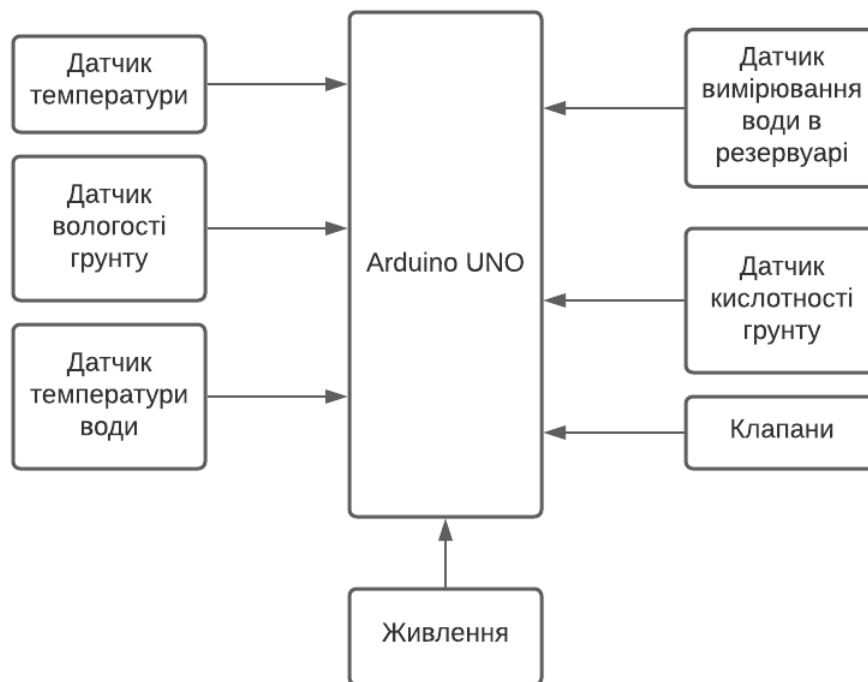 Датчик
температури
Датчик
вологості
грунту
Датчик
температури
води
Arduino UNO
Датчик
вимірювання
води в
резервуарі
Датчик
кислотності
грунту
Клапани
Живлення